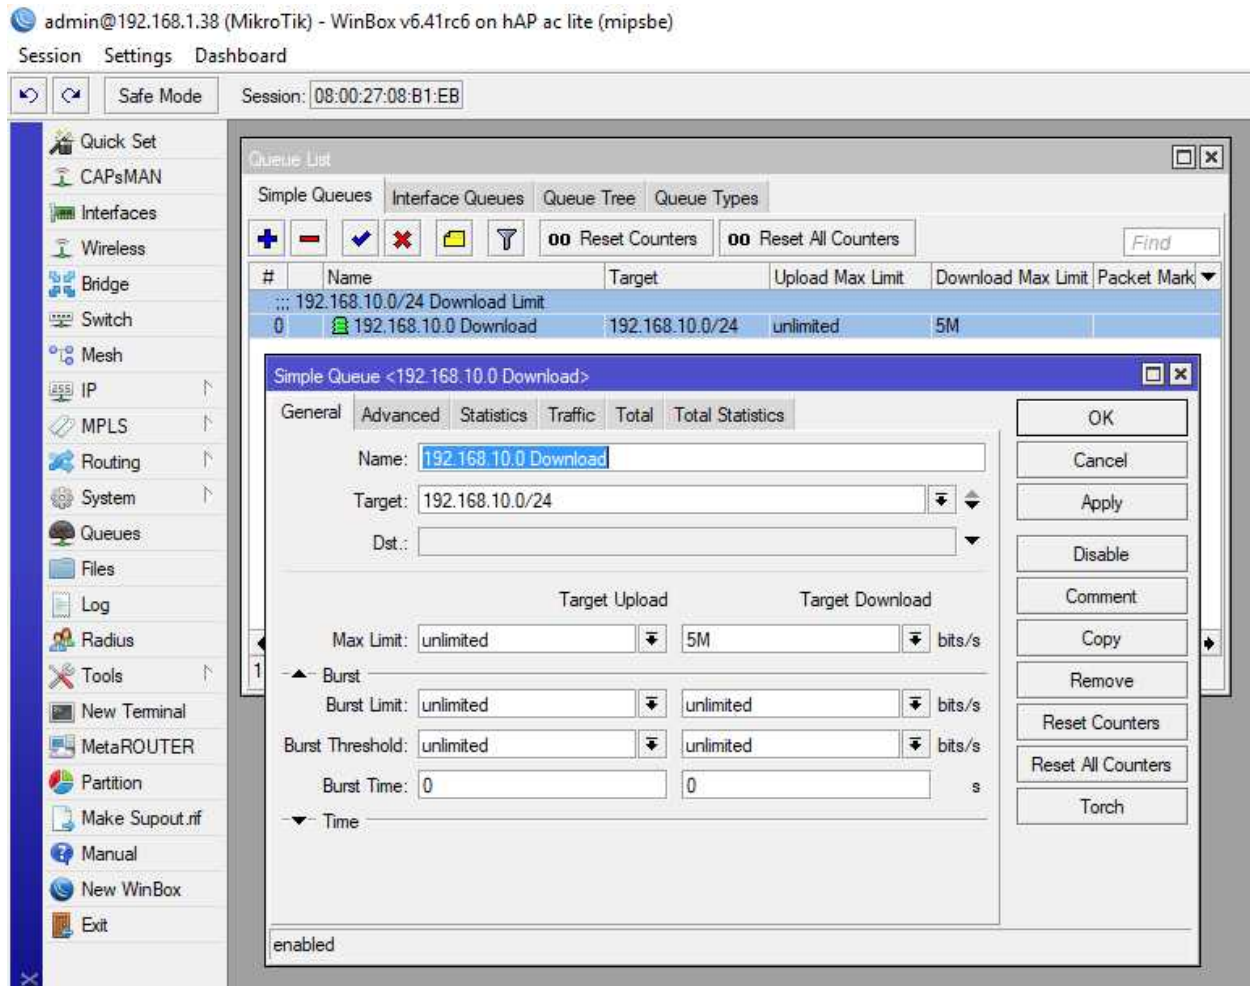 admin@192.168.1.38 (MikroTik) - WinBox v6.41rc6 on hAP ac lite (mipsbe)
Session Settings Dashboard
Safe Mode Session: 08:00:27:08:B1:EB
Quick Set
CAPsMAN
Interfaces
Wireless
Bridge
Switch
Mesh
IP
MPLS
Routing
System
Queues
Files
Log
Radius
Tools
New Terminal
MetaROUTER
Partition
Make Supout.rif
Manual
New WinBox
Exit
Queue List
Simple Queues Interface Queues Queue Tree Queue Types
00 Reset Counters 00 Reset All Counters Find
# Name Target Upload Max Limit Download Max Limit Packet Mark
;;; 192.168.10.0/24 Download Limit
0 192.168.10.0 Download 192.168.10.0/24 unlimited 5M
1
Simple Queue <192.168.10.0 Download>
General Advanced Statistics Traffic Total Total Statistics
Name: 192.168.10.0 Download
Target: 192.168.10.0/24
Dst.:
Target Upload Target Download
Max Limit: unlimited 5M bits/s
Burst
Burst Limit: unlimited unlimited bits/s
Burst Threshold: unlimited unlimited bits/s
Burst Time: 0 0 s
Time
enabled
OK
Cancel
Apply
Disable
Comment
Copy
Remove
Reset Counters
Reset All Counters
Torch